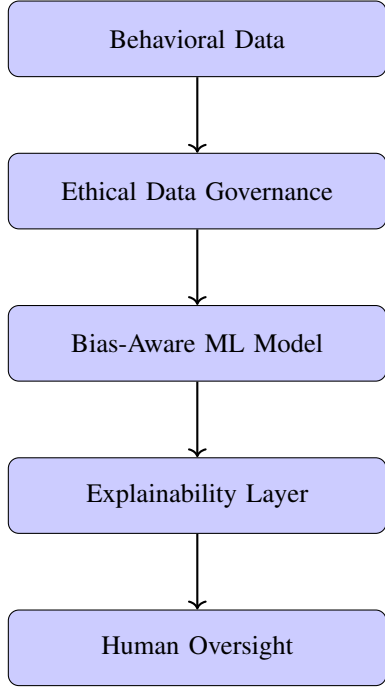 Behavioral Data
Ethical Data Governance
Bias-Aware ML Model
Explainability Layer
Human Oversight